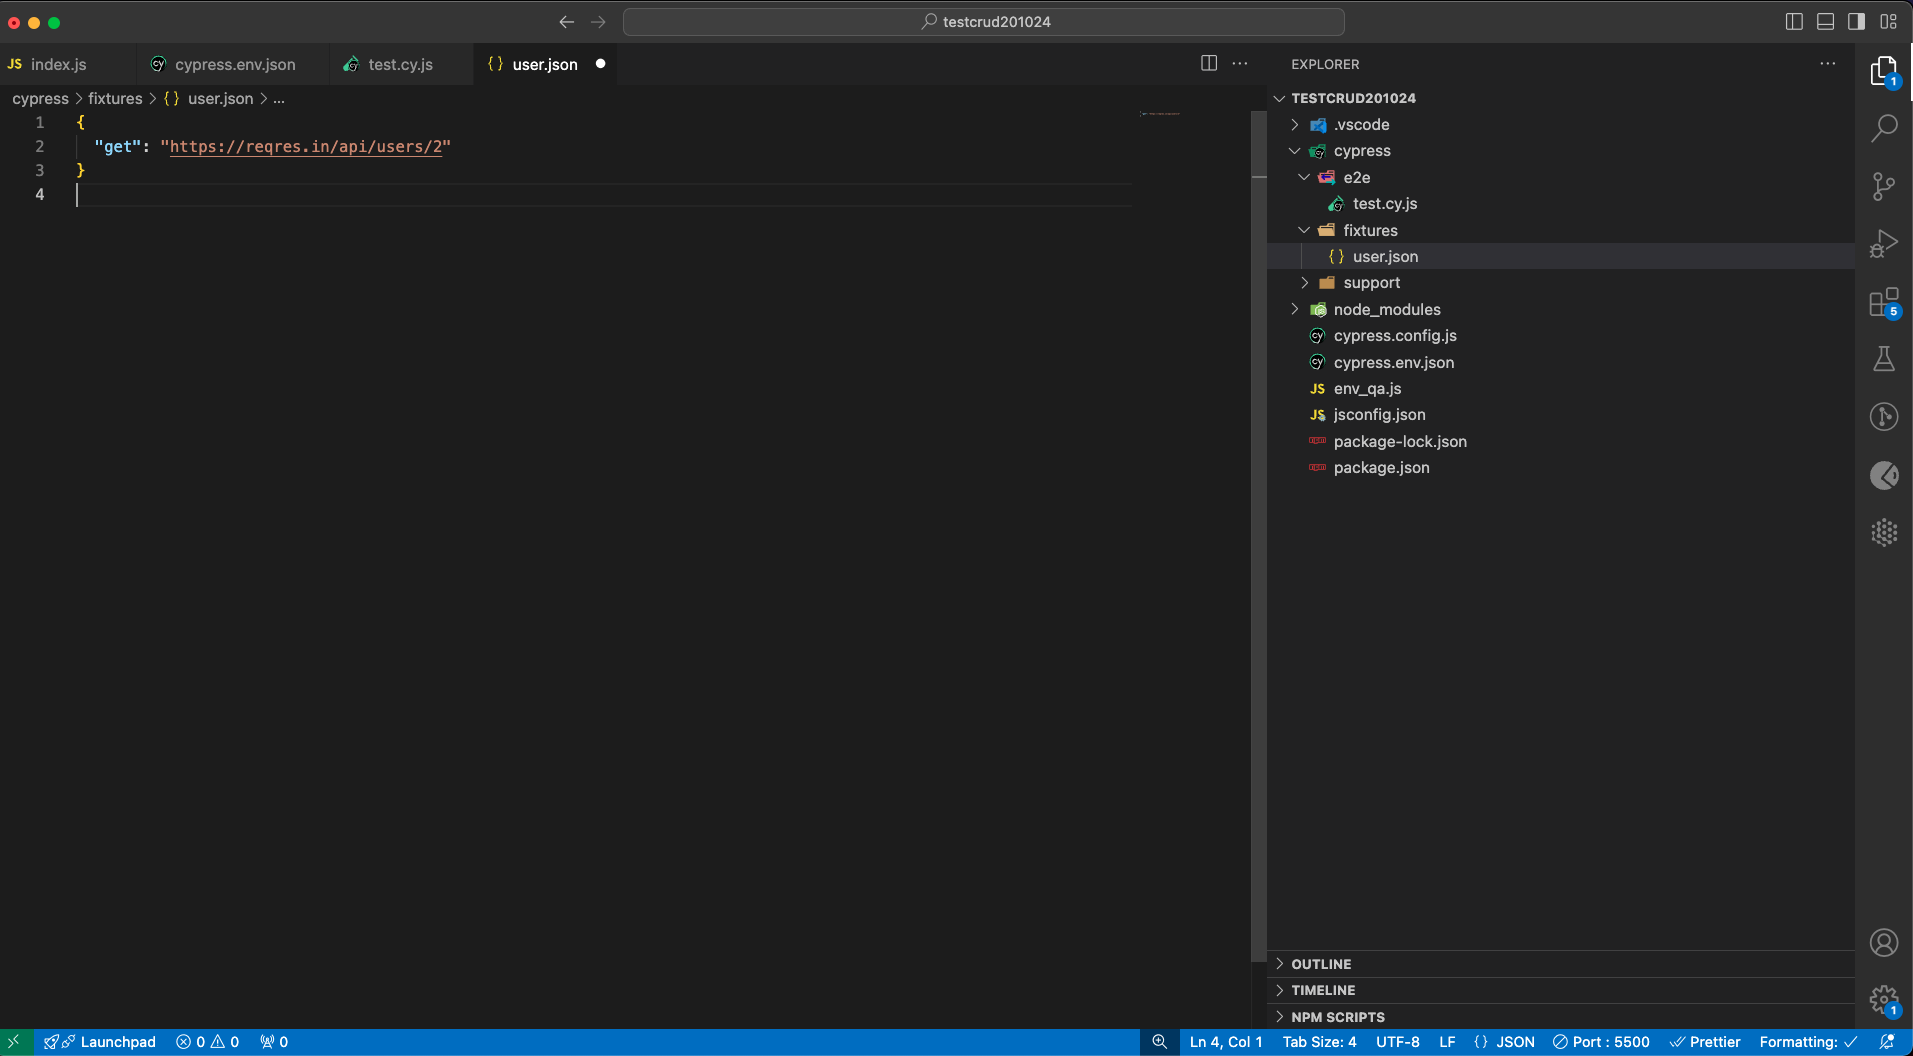 testcrud201024
JS index.js
cypress.env.json
test.cy.js
{ } user.json
cypress > fixtures > { } user.json > ...
1 {
2 "get": "https://reqres.in/api/users/2"
3 }
4
EXPLORER
TESTCRUD201024
.vscode
cypress
e2e
test.cy.js
fixtures
{ } user.json
support
node_modules
cypress.config.js
cypress.env.json
JS env_qa.js
JS jsconfig.json
package-lock.json
package.json
OUTLINE
TIMELINE
NPM SCRIPTS
1
5
1
Launchpad 0 0 0
Ln 4, Col 1 Tab Size: 4 UTF-8 LF { } JSON Port : 5500 Prettier Formatting: ✓